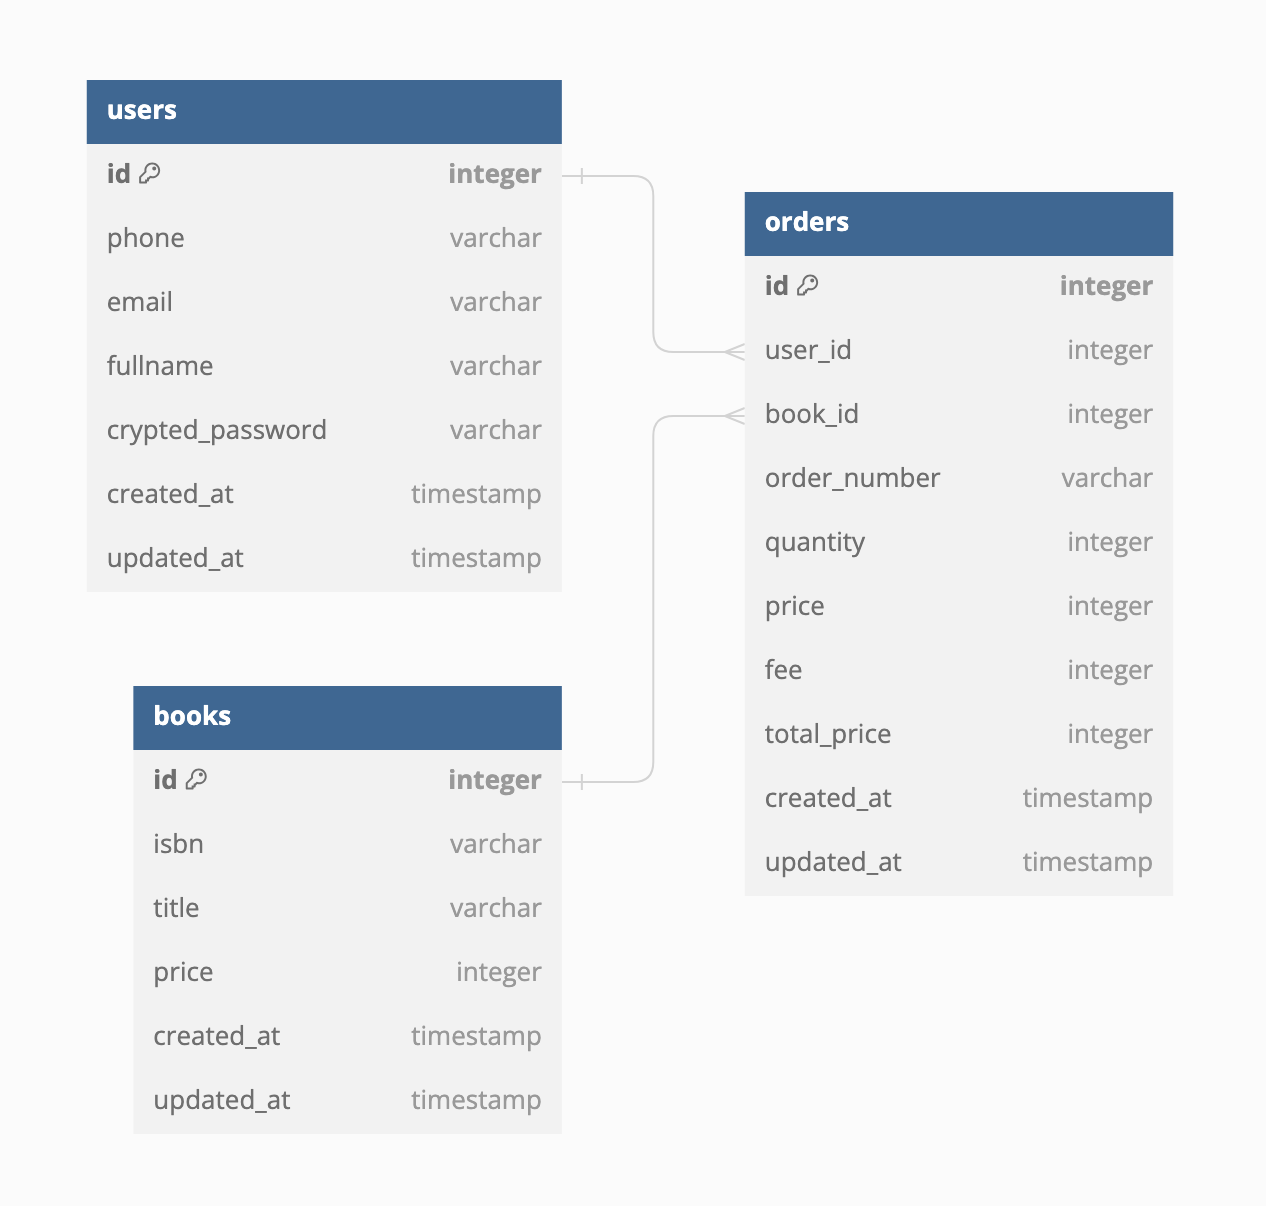 users
id integer
phone varchar
email varchar
fullname varchar
crypted_password varchar
created_at timestamp
updated_at timestamp
orders
id integer
user_id integer
book_id integer
order_number varchar
quantity integer
price integer
fee integer
total_price integer
created_at timestamp
updated_at timestamp
books
id integer
isbn varchar
title varchar
price integer
created_at timestamp
updated_at timestamp